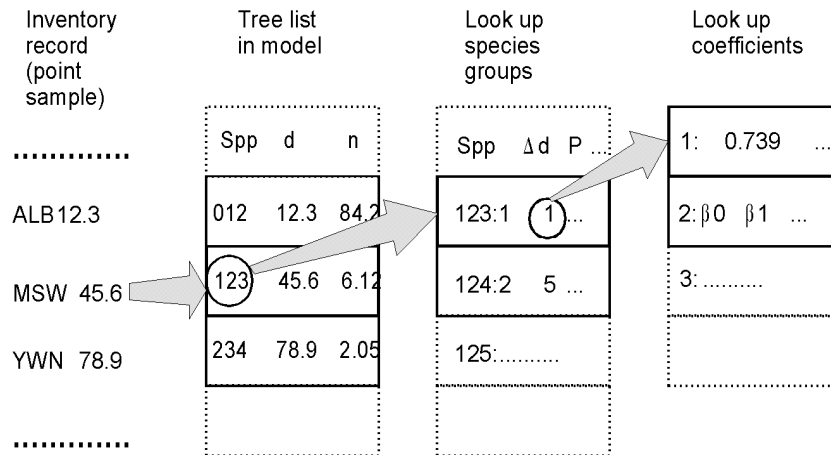 Inventory
record
(point
sample)
..............
ALB12.3
MSW 45.6
YWN 78.9
..............
Tree list
in model
Spp d n
012 12.3 84.2
123 45.6 6.12
234 78.9 2.05
Look up
species
groups
Spp Δd P ...
123:1 1...
124:2 5 ...
125:..........
Look up
coefficients
1: 0.739 ...
2:β0 β1 ...
3: ..........